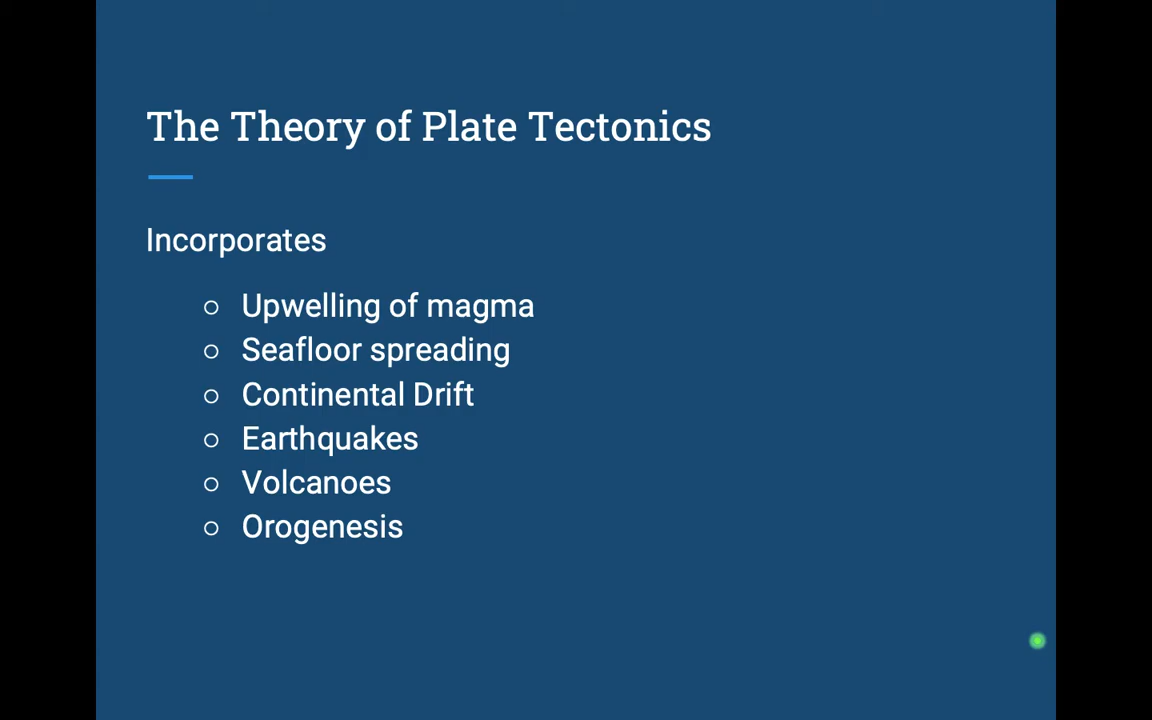 The Theory of Plate Tectonics
Incorporates
○ Upwelling of magma
○ Seafloor spreading
○ Continental Drift
○ Earthquakes
○ Volcanoes
○ Orogenesis